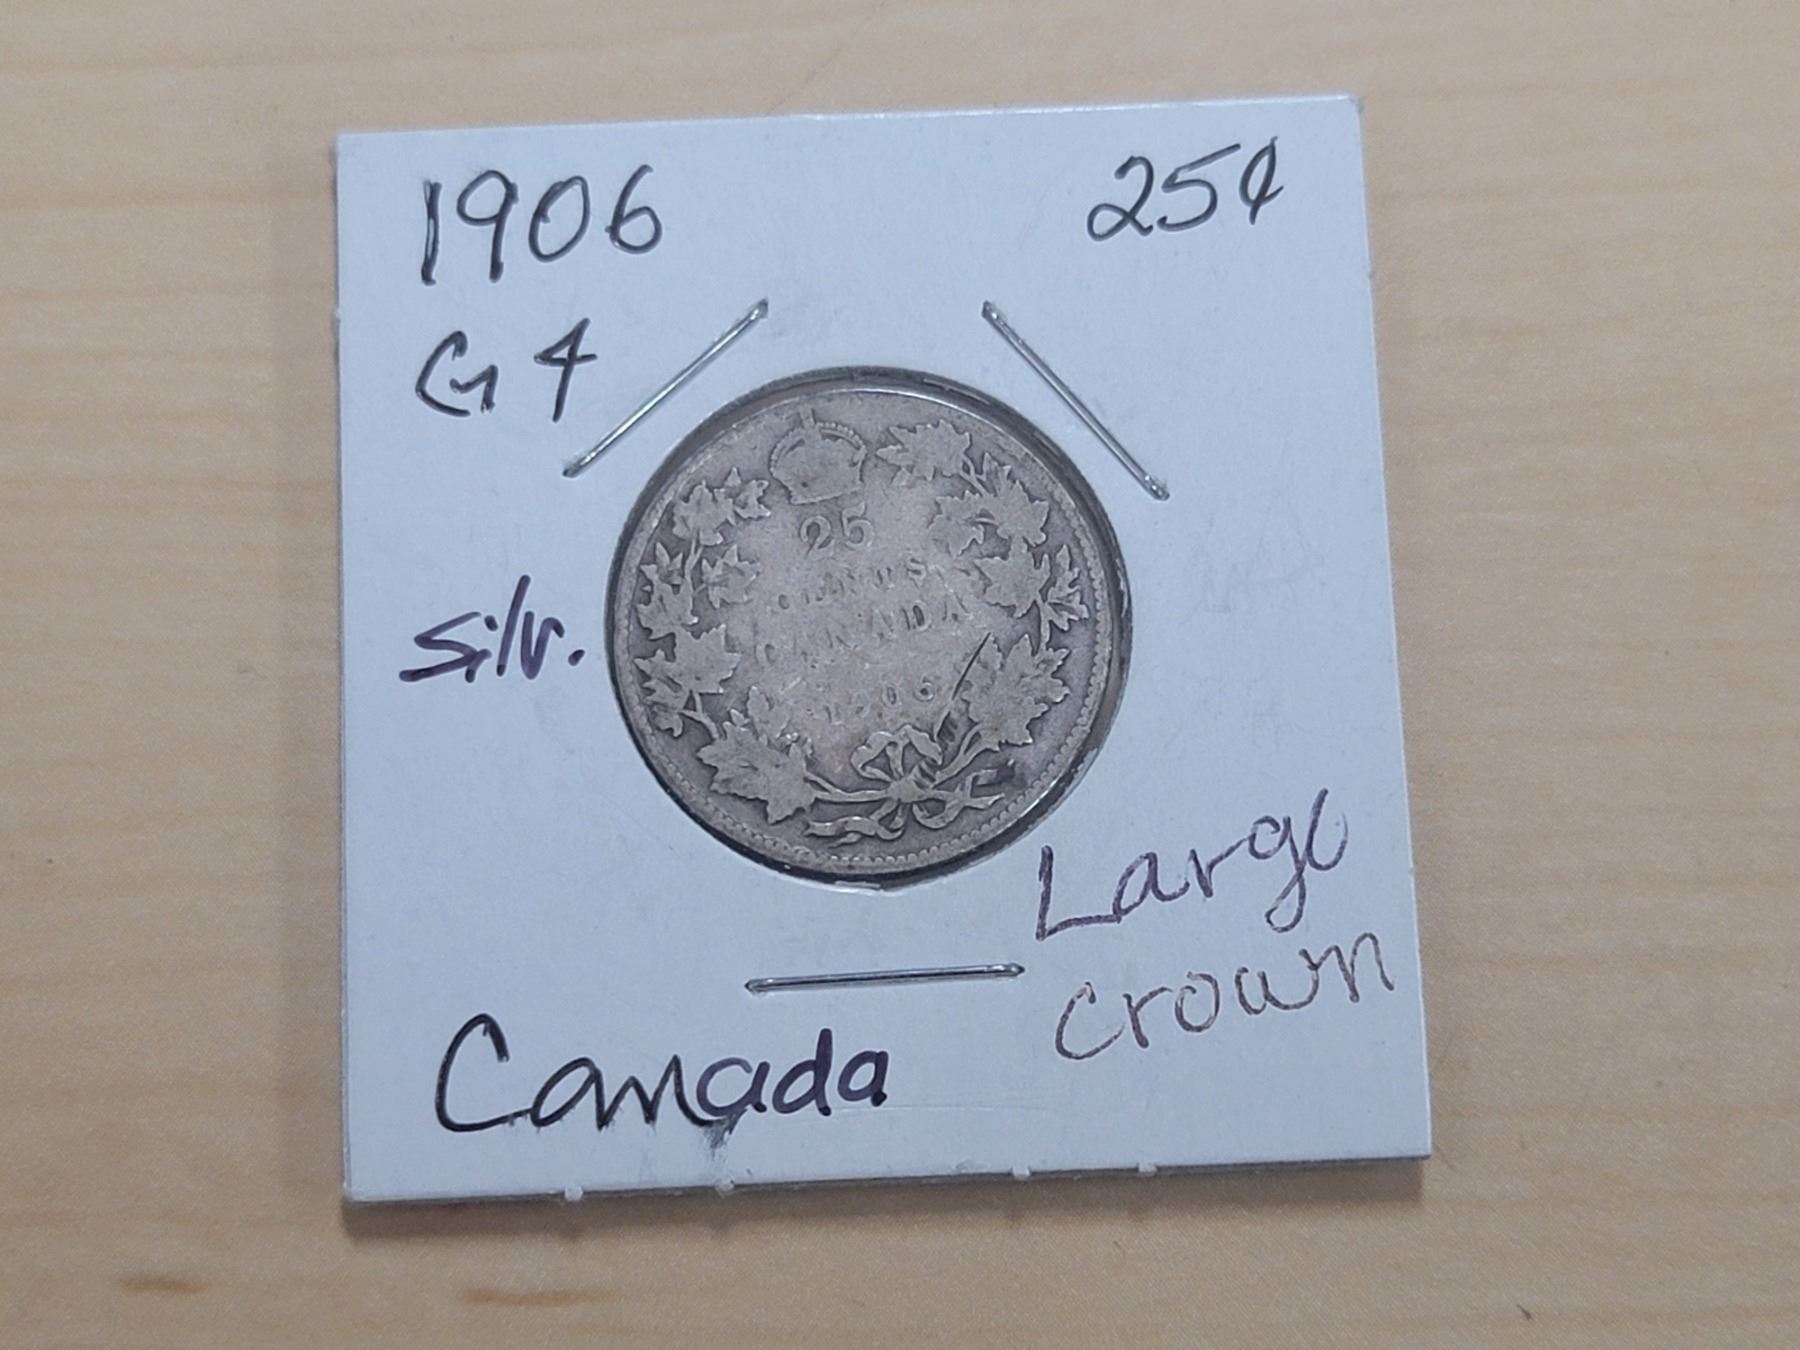 1906
25¢
G4
Silv.
25
CENTS
CANADA
1906
Large
Crown
Canada